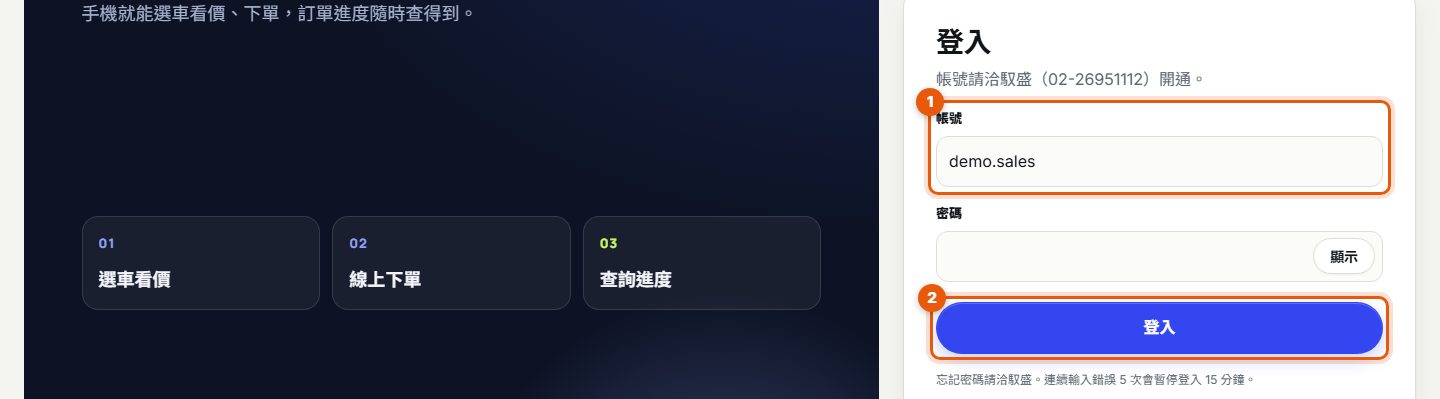 手機就能選車看價、下單，訂單進度隨時查得到。
01
選車看價
02
線上下單
03
查詢進度
登入
帳號請洽馭盛（02-26951112）開通。
1
帳號
demo.sales
密碼
顯示
2
登入
忘記密碼請洽馭盛。連續輸入錯誤 5 次會暫停登入 15 分鐘。